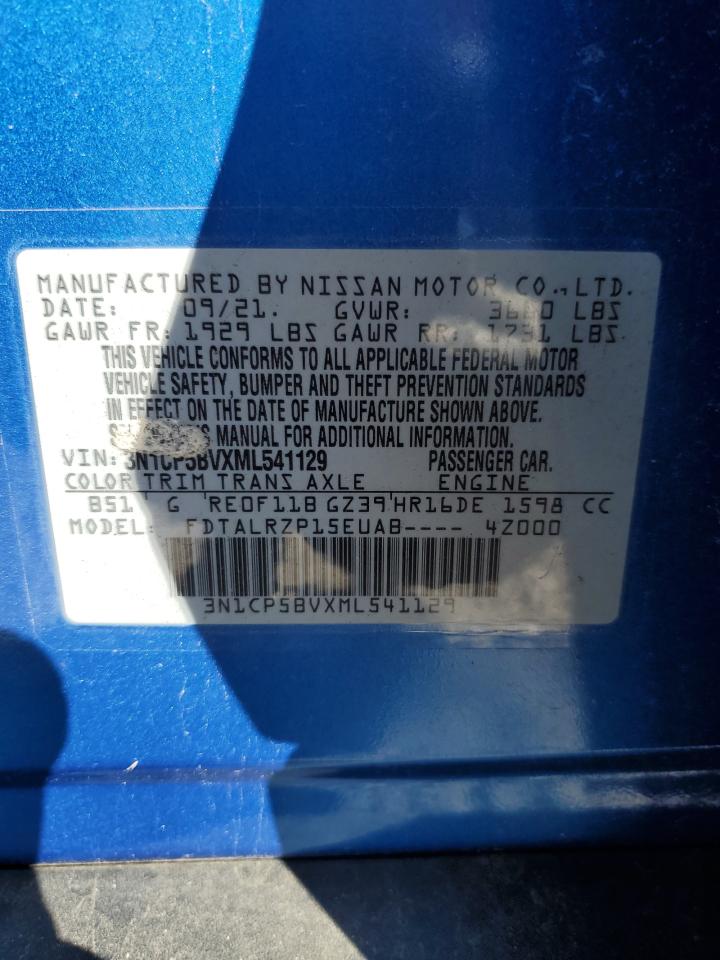 MANUFACTURED BY NISSAN MOTOR CO.,LTD.
DATE: 09/21. GVWR: LBS
GAWR FR: 1929 LBS GAWR RR: 1731 LBS
THIS VEHICLE CONFORMS TO ALL APPLICABLE FEDERAL MOTOR
VEHICLE SAFETY, BUMPER AND THEFT PREVENTION STANDARDS
IN EFFECT ON THE DATE OF MANUFACTURE SHOWN ABOVE.
MANUAL FOR ADDITIONAL INFORMATION.
VIN: 3N1CP5BVXML541129 PASSENGER CAR.
COLOR TRIM TRANS AXLE ENGINE
B51 G RE0F11B GZ39 HR16DE 1598 CC
MODEL: FDTALRZP15EUAB---- 4Z000
3N1CP5BVXML541129